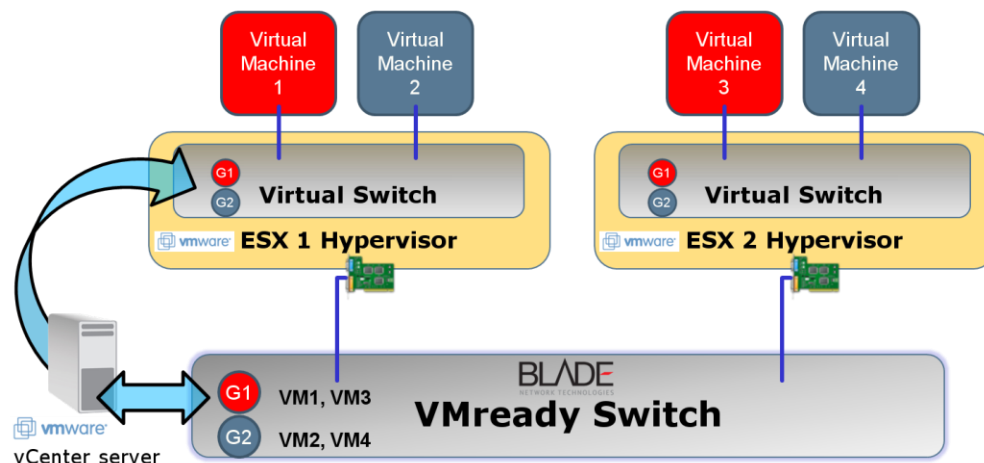 Virtual
Machine
1
Virtual
Machine
2
Virtual
Machine
3
Virtual
Machine
4
G1
G2
Virtual Switch
vmware
ESX 1 Hypervisor
G1
G2
Virtual Switch
vmware
ESX 2 Hypervisor
BLADE
NETWORK TECHNOLOGIES
G1
VM1, VM3
VMready Switch
G2
VM2, VM4
vmware
vCenter server